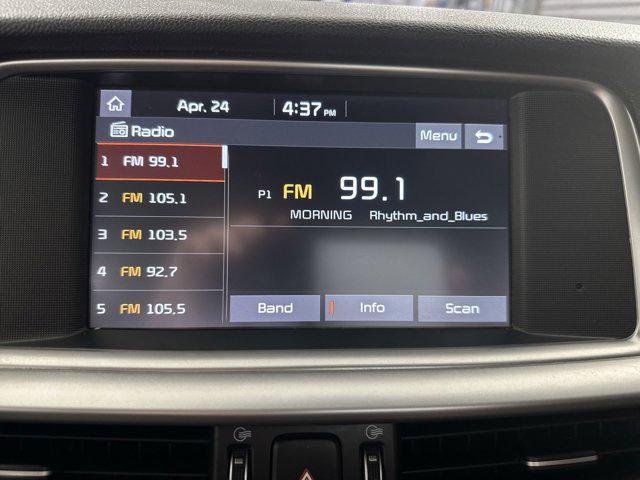 Apr. 24 4:37 PM
Radio Menu
1 FM 99.1
2 FM 105.1
3 FM 103.5
4 FM 92.7
5 FM 105.5
P1 FM 99.1
MORNING Rhythm_and_Blues
Band Info Scan